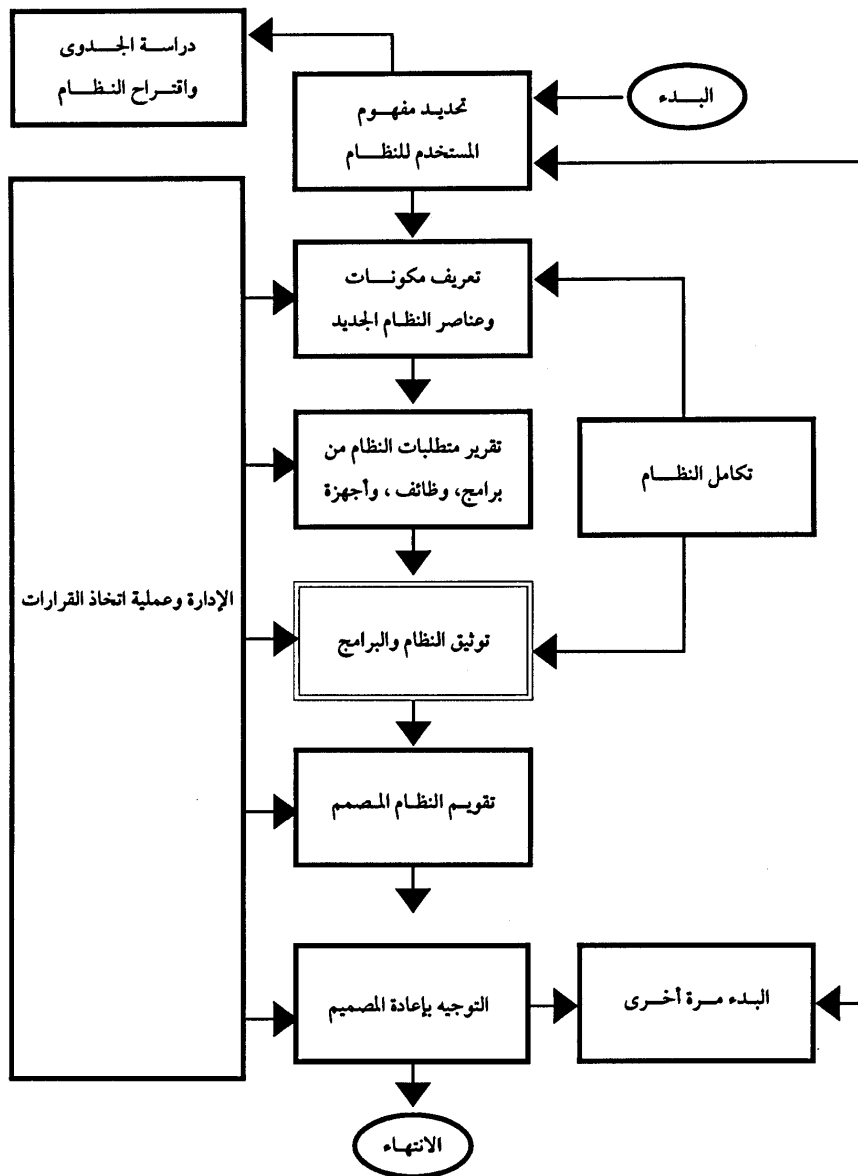 دراسة الجدوى
واقتراح النظام
البدء
تحديد مفهوم
المستخدم للنظام
تعريف مكونات
وعناصر النظام الجديد
تقرير متطلبات النظام من
برامج، وظائف ، وأجهزة
تكامل النظام
الإدارة وعملية اتخاذ القرارات
توثيق النظام والبرامج
تقويم النظام المصمم
التوجيه بإعادة المصميم
البدء مرة أخرى
الانتهاء